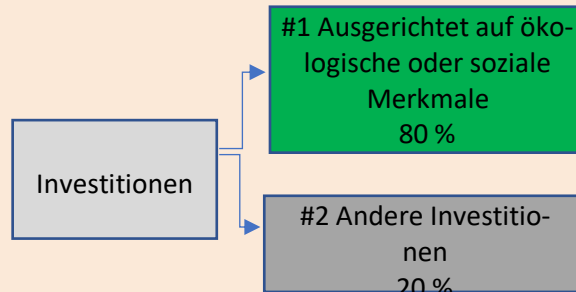 #1 Ausgerichtet auf öko-
logische oder soziale
Merkmale
80 %
Investitionen
#2 Andere Investitio-
nen
20 %